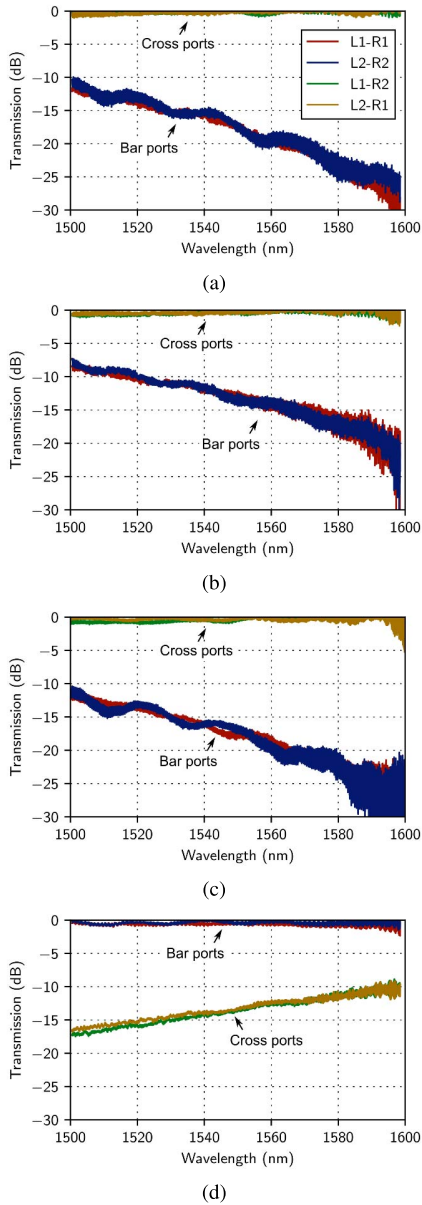 0
−5
−10
−15
−20
−25
−30
Transmission (dB)
Cross ports
Bar ports
L1-R1
L2-R2
L1-R2
L2-R1
1500 1520 1540 1560 1580 1600
Wavelength (nm)
(a)
0
−5
−10
−15
−20
−25
−30
Transmission (dB)
Cross ports
Bar ports
1500 1520 1540 1560 1580 1600
Wavelength (nm)
(b)
0
−5
−10
−15
−20
−25
−30
Transmission (dB)
Cross ports
Bar ports
1500 1520 1540 1560 1580 1600
Wavelength (nm)
(c)
0
−5
−10
−15
−20
−25
−30
Transmission (dB)
Bar ports
Cross ports
1500 1520 1540 1560 1580 1600
Wavelength (nm)
(d)